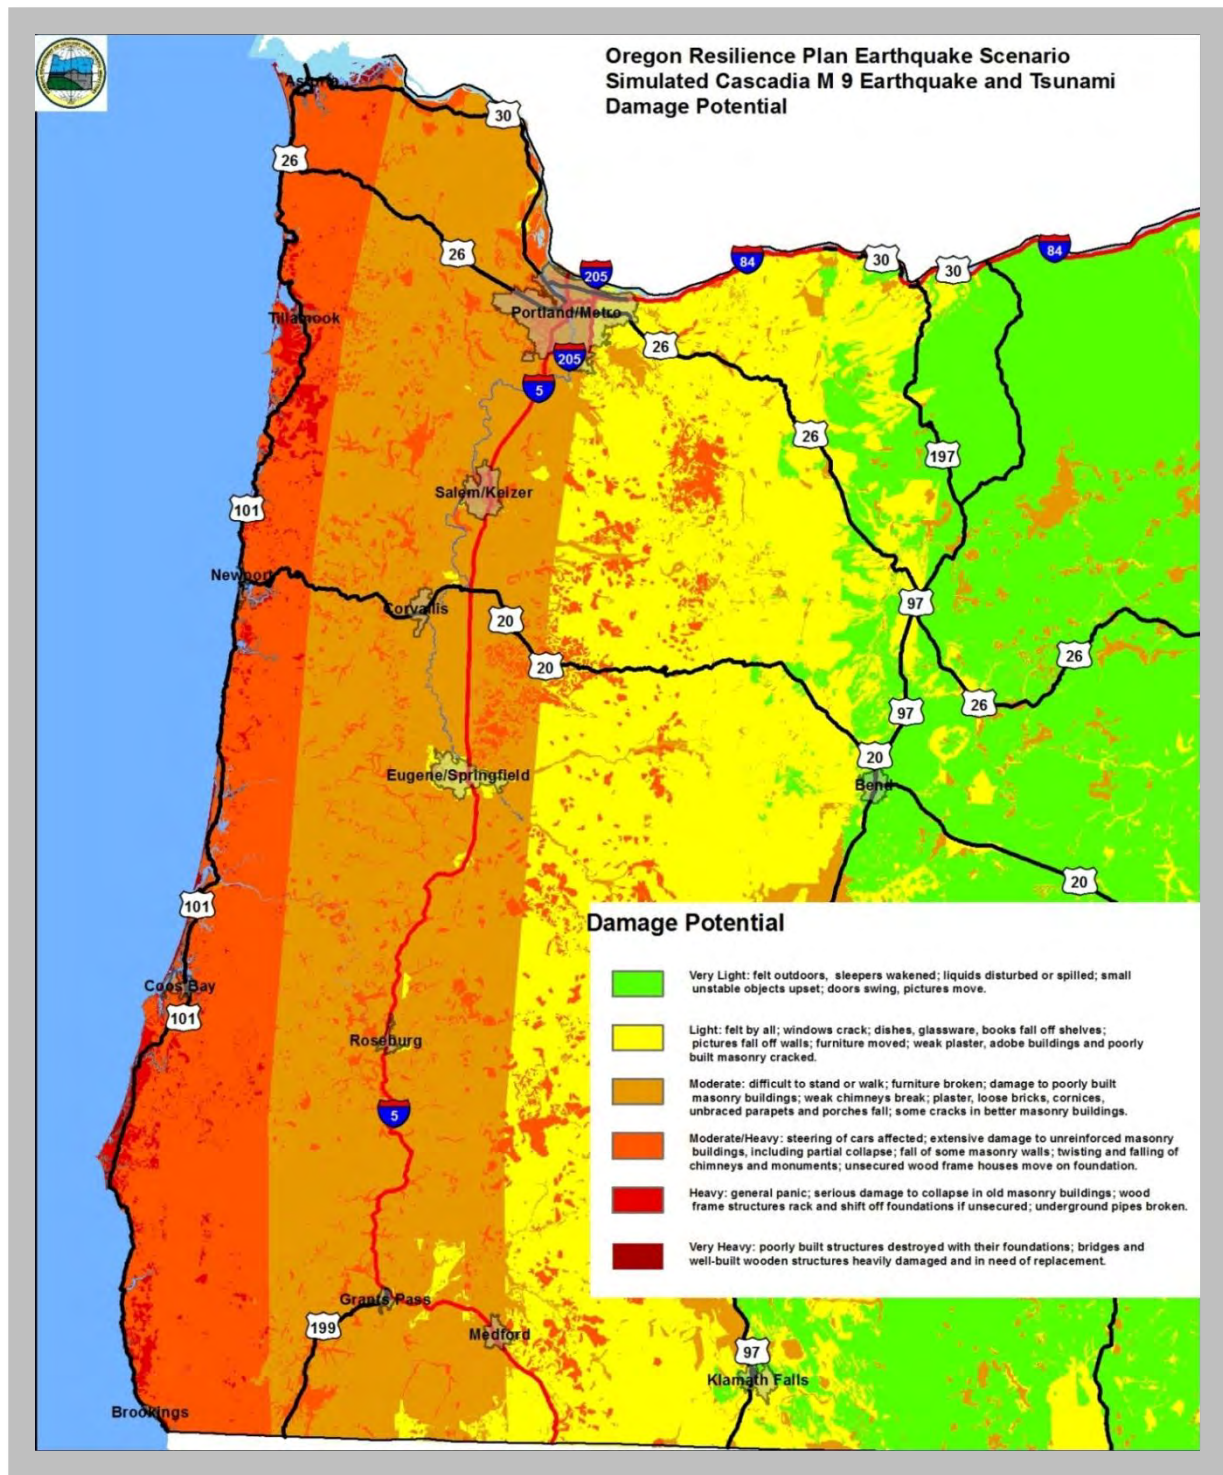 Oregon Resilience Plan Earthquake Scenario
Simulated Cascadia M 9 Earthquake and Tsunami
Damage Potential
Astoria
30
26
26
205
84
30
30
84
Tillamook
Portland/Metro
26
205
5
26
197
Salem/Keizer
101
Newport
Corvallis
20
97
20
26
97
26
20
Eugene/Springfield
Bend
20
101
Coos Bay
101
Roseburg
5
Grants Pass
199
Medford
97
Klamath Falls
Brookings
Damage Potential
Very Light: felt outdoors, sleepers wakened; liquids disturbed or spilled; small
unstable objects upset; doors swing, pictures move.
Light: felt by all; windows crack; dishes, glassware, books fall off shelves;
pictures fall off walls; furniture moved; weak plaster, adobe buildings and poorly
built masonry cracked.
Moderate: difficult to stand or walk; furniture broken; damage to poorly built
masonry buildings; weak chimneys break; plaster, loose bricks, cornices,
unbraced parapets and porches fall; some cracks in better masonry buildings.
Moderate/Heavy: steering of cars affected; extensive damage to unreinforced masonry
buildings, including partial collapse; fall of some masonry walls; twisting and falling of
chimneys and monuments; unsecured wood frame houses move on foundation.
Heavy: general panic; serious damage to collapse in old masonry buildings; wood
frame structures rack and shift off foundations if unsecured; underground pipes broken.
Very Heavy: poorly built structures destroyed with their foundations; bridges and
well-built wooden structures heavily damaged and in need of replacement.